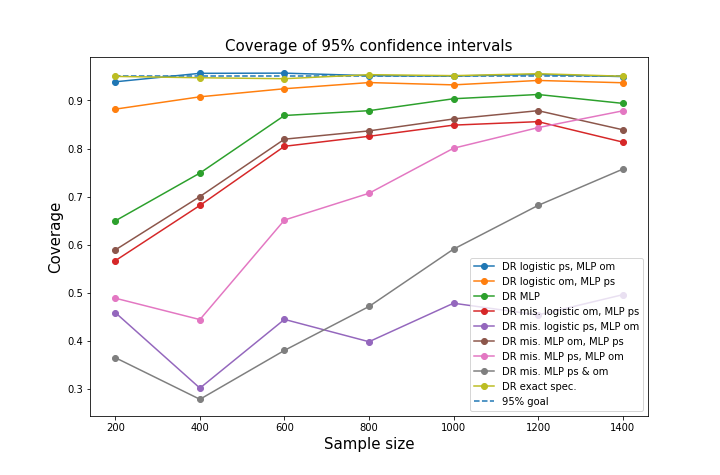 Coverage of 95% confidence intervals
Coverage
0.9
0.8
0.7
0.6
0.5
0.4
0.3
DR logistic ps, MLP om
DR logistic om, MLP ps
DR MLP
DR mis. logistic om, MLP ps
DR mis. logistic ps, MLP om
DR mis. MLP om, MLP ps
DR mis. MLP ps, MLP om
DR mis. MLP ps & om
DR exact spec.
95% goal
200 400 600 800 1000 1200 1400
Sample size